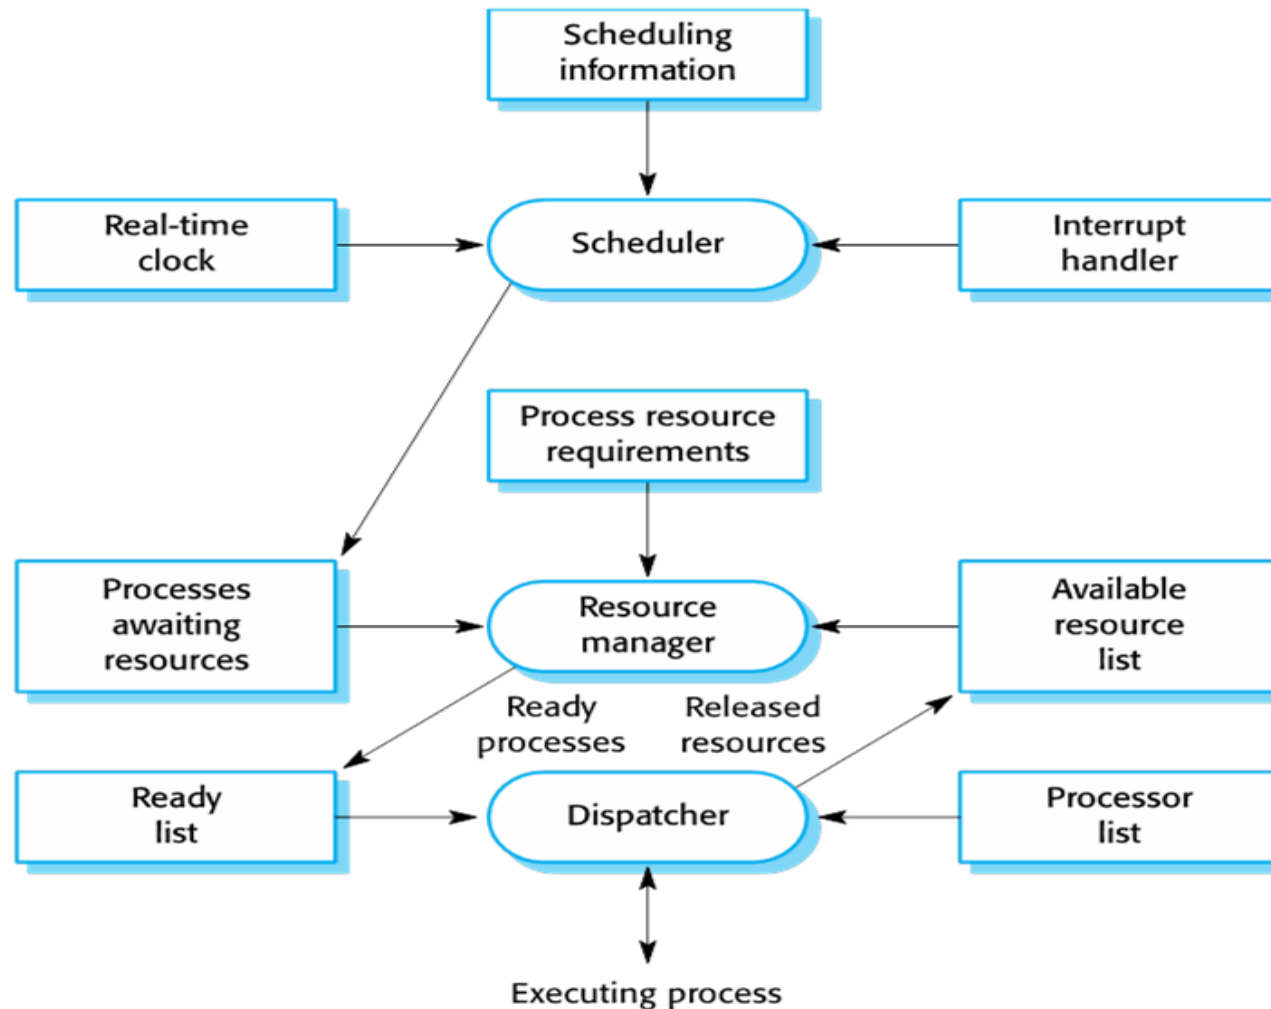 Scheduling
information
Real-time
clock
Scheduler
Interrupt
handler
Process resource
requirements
Processes
awaiting
resources
Resource
manager
Available
resource
list
Ready
processes
Released
resources
Ready
list
Dispatcher
Processor
list
Executing process